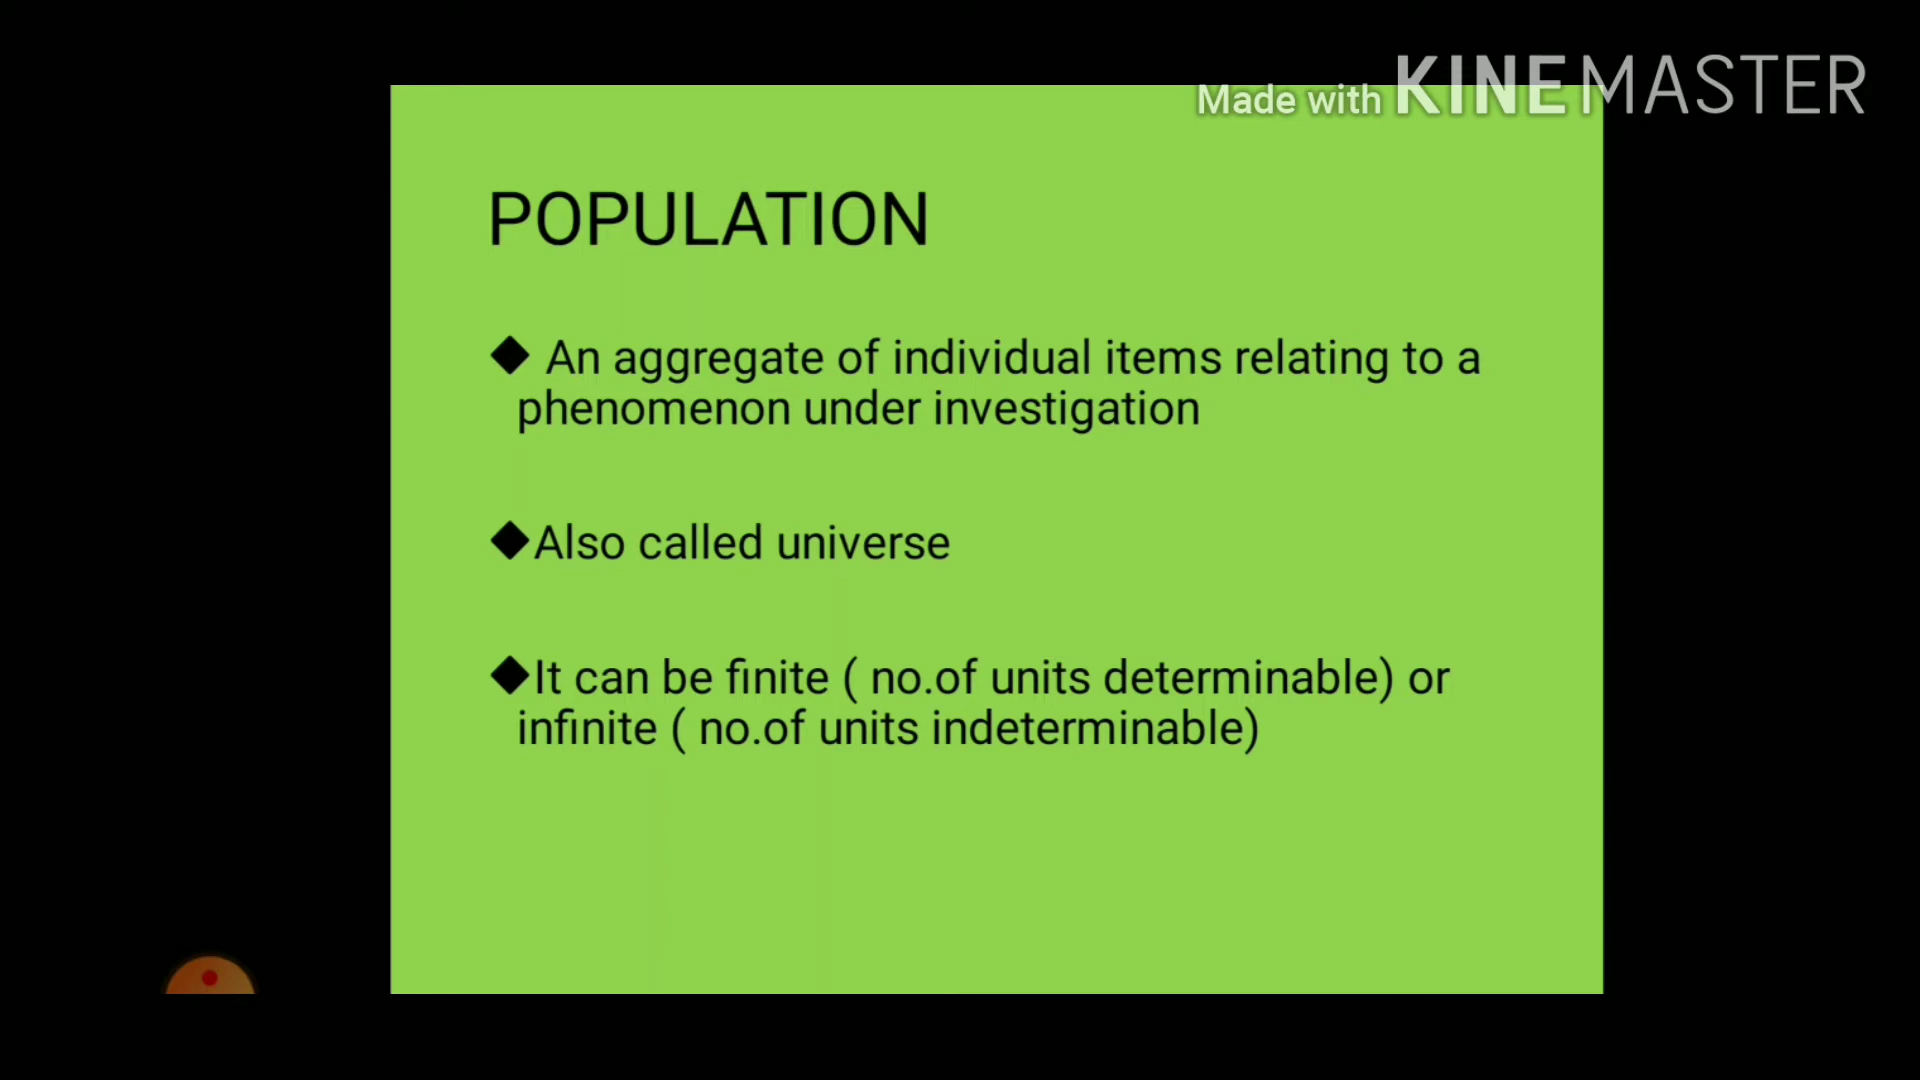 Made with KINEMASTER
POPULATION
◆ An aggregate of individual items relating to a
phenomenon under investigation
◆Also called universe
◆It can be finite ( no.of units determinable) or
infinite ( no.of units indeterminable)